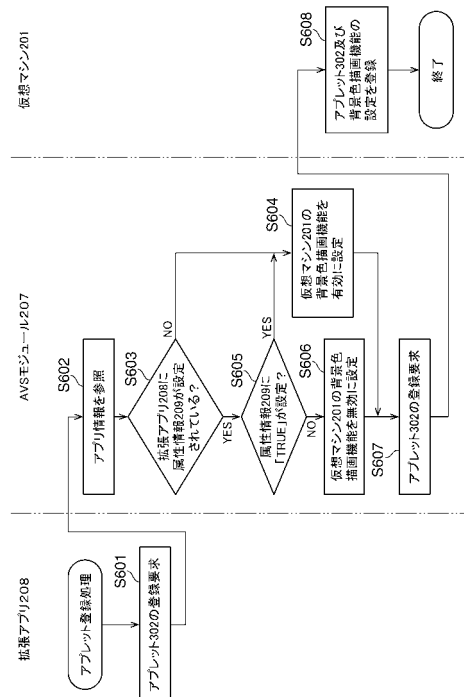 拡張アプリ208
アプレット登録処理
S601
アプレット302の登録要求
AVSモジュール207
S602
アプリ情報を参照
S603
拡張アプリ208に
属性情報209が設定
されている?
NO
YES
S605
属性情報209に
「TRUE」が設定?
YES
NO
S604
仮想マシン201の
背景色描画機能を
有効に設定
S606
仮想マシン201の背景色
描画機能を無効に設定
S607
アプレット302の登録要求
仮想マシン201
S608
アプレット302及び
背景色描画機能の
設定を登録
終了